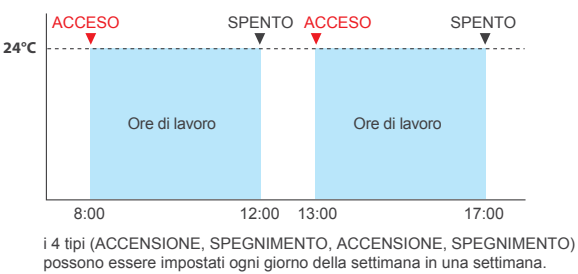 ACCESO SPENTO ACCESO SPENTO
24°C
Ore di lavoro Ore di lavoro
8:00 12:00 13:00 17:00
i 4 tipi (ACCENSIONE, SPEGNIMENTO, ACCENSIONE, SPEGNIMENTO)
possono essere impostati ogni giorno della settimana in una settimana.